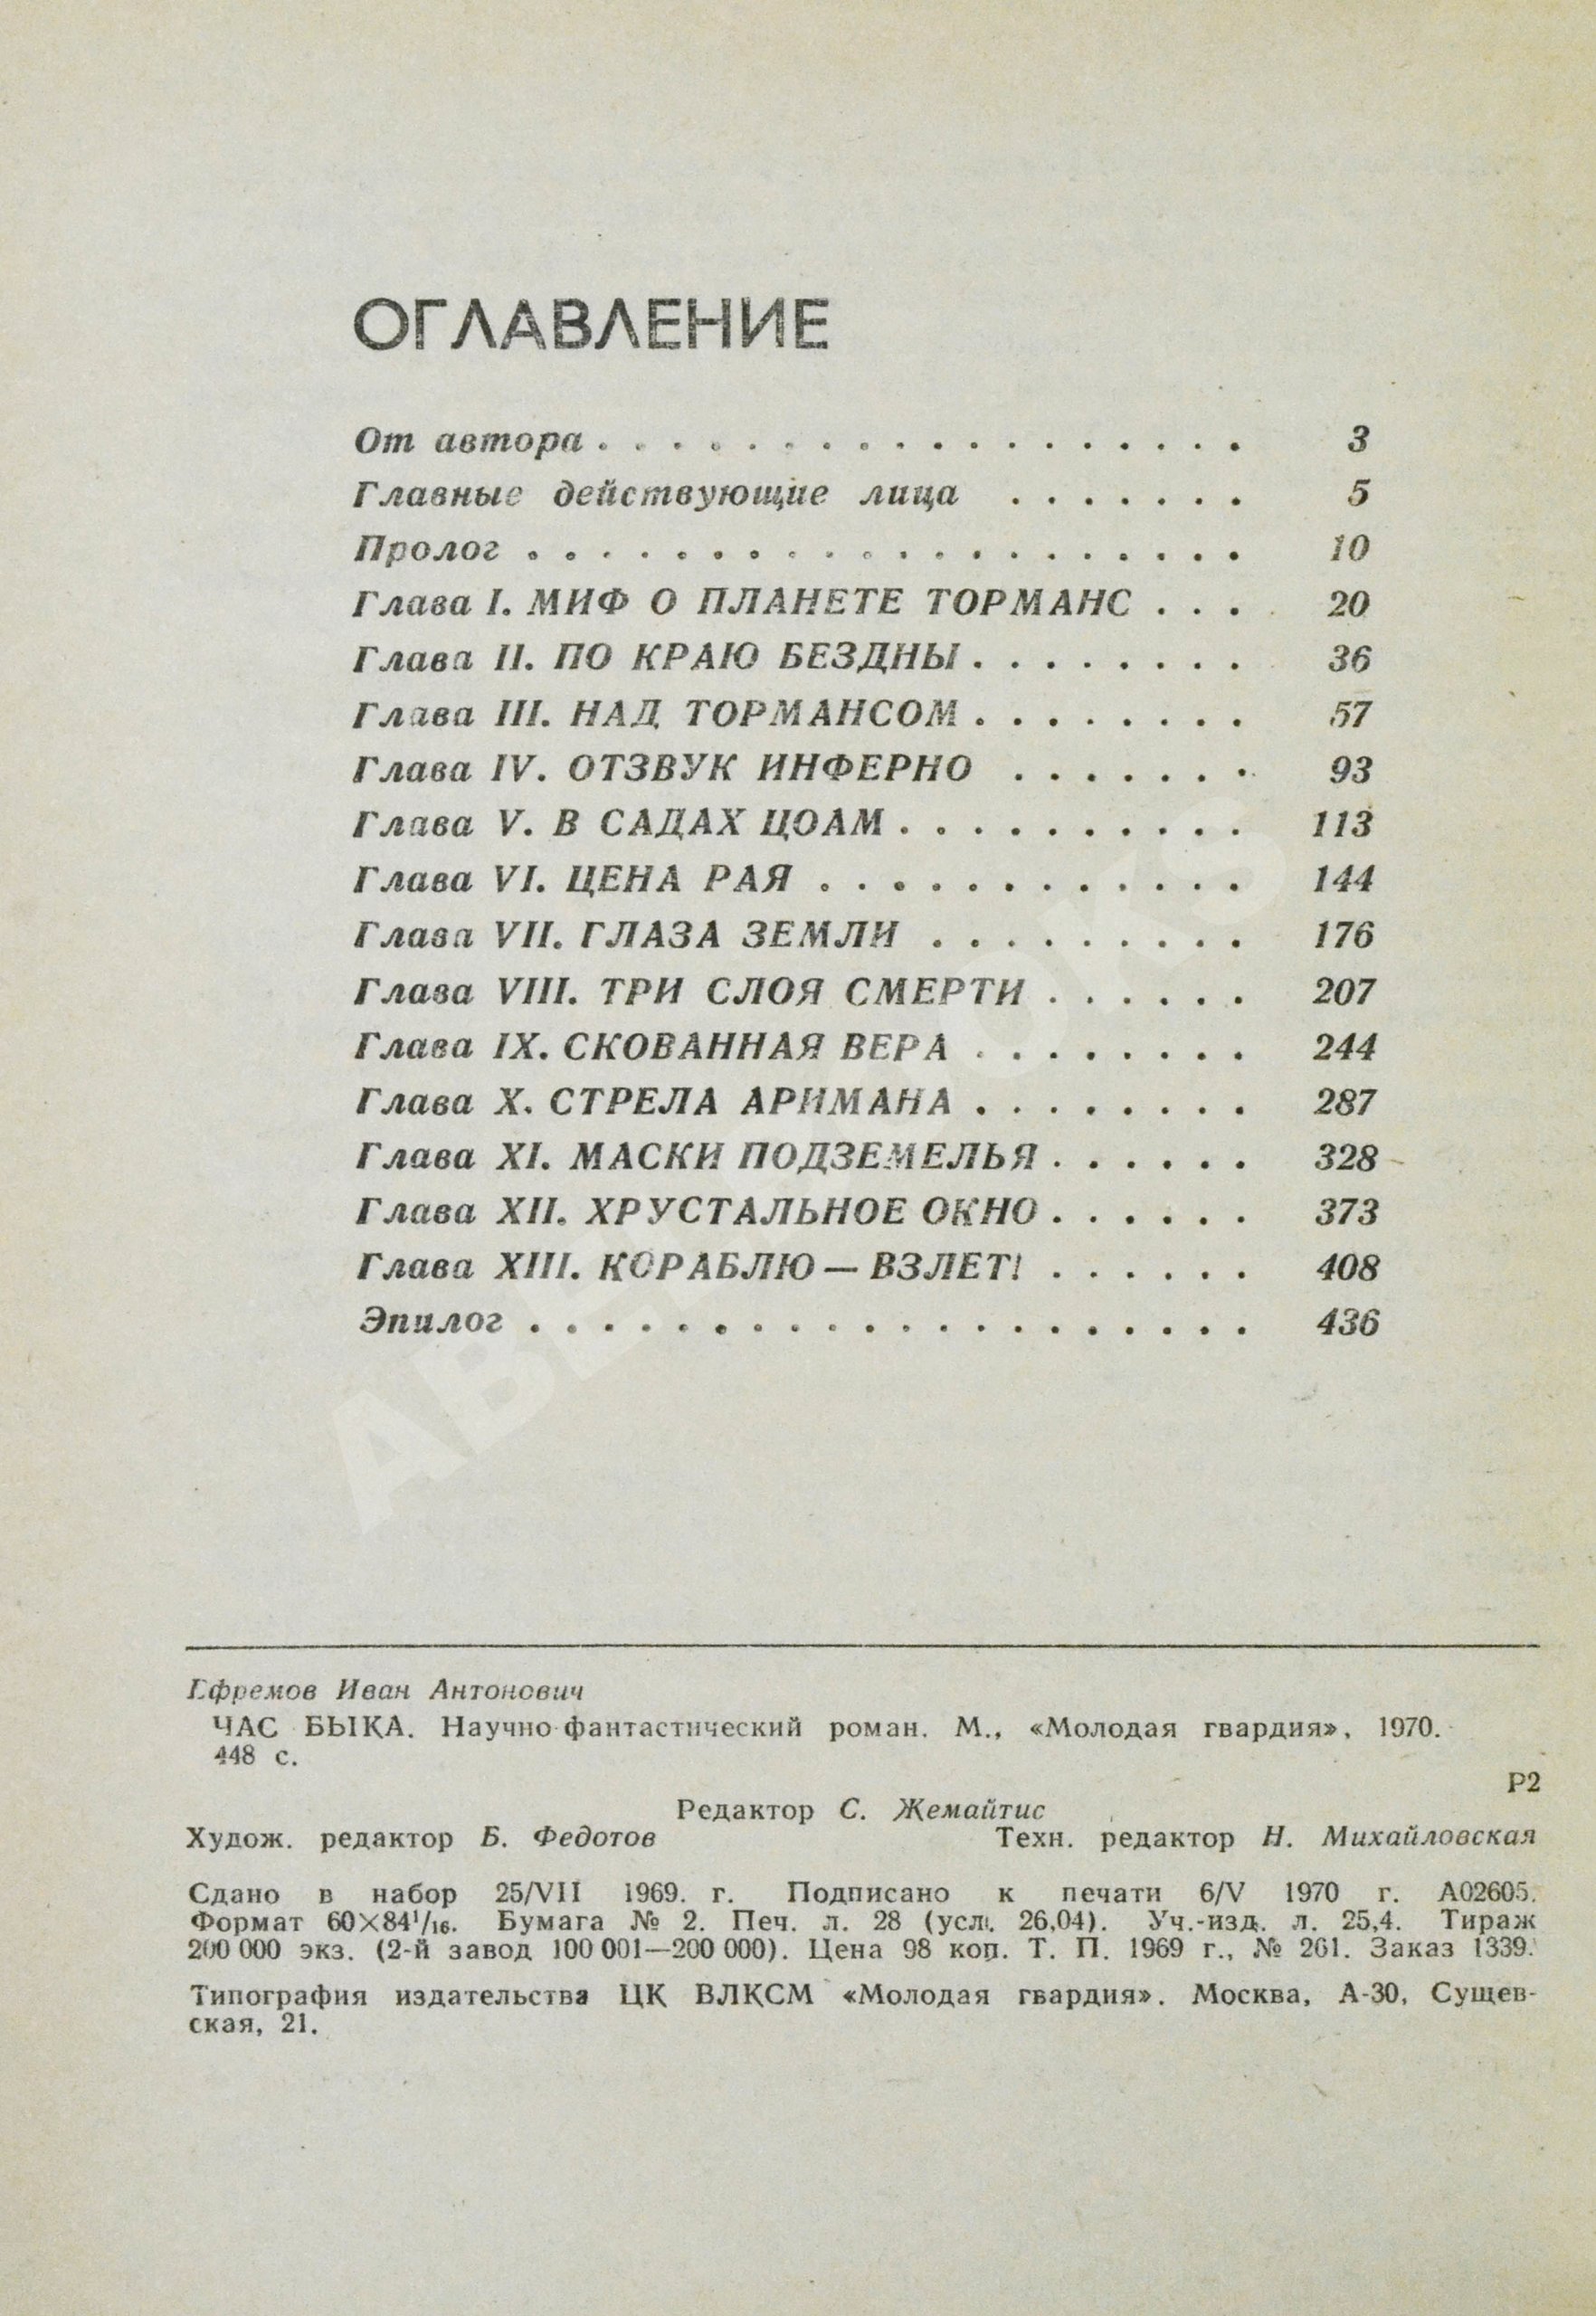 ОГЛАВЛЕНИЕ
От автора . . . . . . . . . . . . . . . . . . 3
Главные действующие лица . . . . . . . 5
Пролог . . . . . . . . . . . . . . . . . . . . 10
Глава I. МИФ О ПЛАНЕТЕ ТОРМАНС . . . 20
Глава II. ПО КРАЮ БЕЗДНЫ . . . . . . . . 36
Глава III. НАД ТОРМАНСОМ . . . . . . . . 57
Глава IV. ОТЗВУК ИНФЕРНО . . . . . . . 93
Глава V. В САДАХ ЦОАМ . . . . . . . . . . 113
Глава VI. ЦЕНА РАЯ . . . . . . . . . . . . 144
Глава VII. ГЛАЗА ЗЕМЛИ . . . . . . . . . 176
Глава VIII. ТРИ СЛОЯ СМЕРТИ . . . . . . 207
Глава IX. СКОВАННАЯ ВЕРА . . . . . . . . 244
Глава X. СТРЕЛА АРИМАНА . . . . . . . . 287
Глава XI. МАСКИ ПОДЗЕМЕЛЬЯ . . . . . . 328
Глава XII. ХРУСТАЛЬНОЕ ОКНО . . . . . . 373
Глава XIII. КОРАБЛЮ — ВЗЛЕТ! . . . . . . 408
Эпилог . . . . . . . . . . . . . . . . . . . . 436
Ефремов Иван Антонович
ЧАС БЫКА. Научно-фантастический роман. М., «Молодая гвардия», 1970.
448 с.
Р2
Редактор С. Жемайтис
Худож. редактор Б. Федотов Техн. редактор Н. Михайловская
Сдано в набор 25/VII 1969. г. Подписано к печати 6/V 1970 г. А02605.
Формат 60×84¹/₁₆. Бумага № 2. Печ. л. 28 (усл. 26,04). Уч.-изд. л. 25,4. Тираж
200 000 экз. (2-й завод 100 001—200 000). Цена 98 коп. Т. П. 1969 г., № 261. Заказ 1339.
Типография издательства ЦК ВЛКСМ «Молодая гвардия». Москва, А-30, Сущев-
ская, 21.